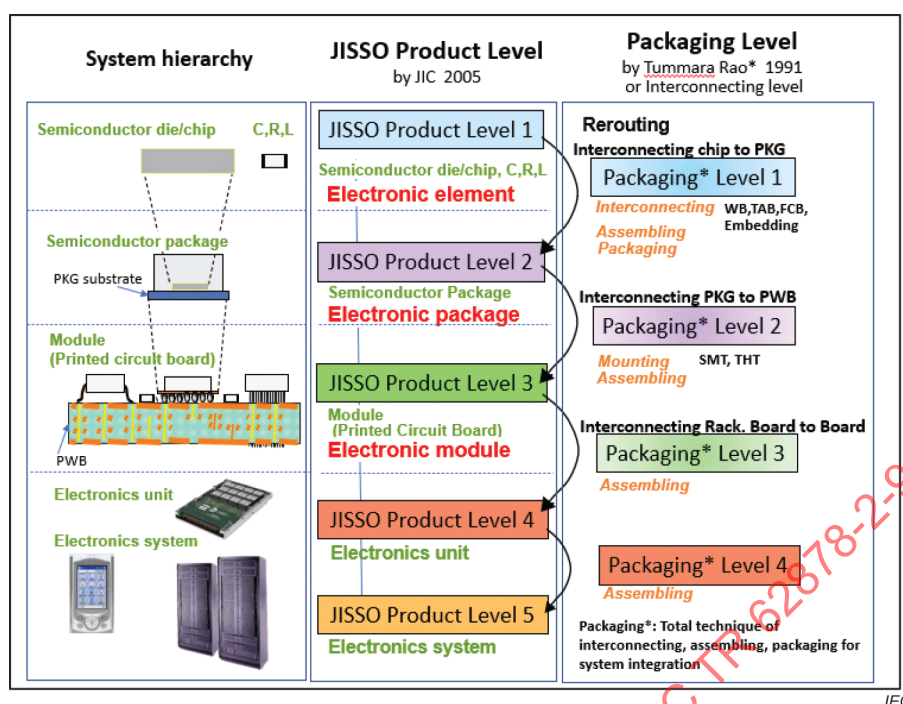 System hierarchy
JISSO Product Level
by JIC 2005
Packaging Level
by Tummara Rao* 1991
or Interconnecting level
Semiconductor die/chip
C,R,L
Semiconductor package
PKG substrate
Module
(Printed circuit board)
PWB
Electronics unit
Electronics system
JISSO Product Level 1
Semiconductor die/chip, C,R,L
Electronic element
JISSO Product Level 2
Semiconductor Package
Electronic package
JISSO Product Level 3
Module
(Printed Circuit Board)
Electronic module
JISSO Product Level 4
Electronics unit
JISSO Product Level 5
Electronics system
Rerouting
Interconnecting chip to PKG
Packaging* Level 1
Interconnecting
WB,TAB,FCB,
Embedding
Assembling
Packaging
Interconnecting PKG to PWB
Packaging* Level 2
Mounting
SMT, THT
Assembling
Interconnecting Rack. Board to Board
Packaging* Level 3
Assembling
Packaging* Level 4
Assembling
Packaging*: Total technique of
interconnecting, assembling, packaging for
system integration
C TR 62878-2-9
IEC